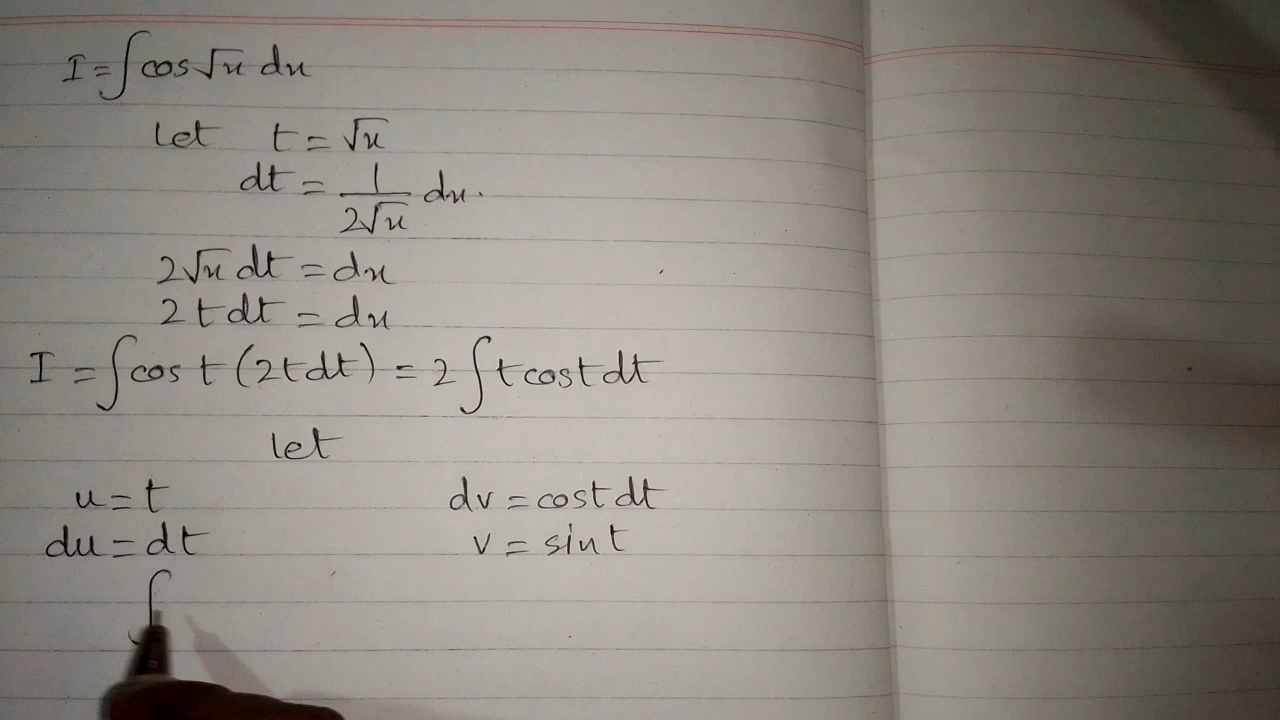 I = ∫cos√x dx
Let t = √x
dt = 1/2√x dx.
2√x dt = dx
2t dt = dx
I = ∫cos t (2t dt) = 2 ∫t cos t dt
let
u = t dv = cos t dt
du = dt v = sin t
∫